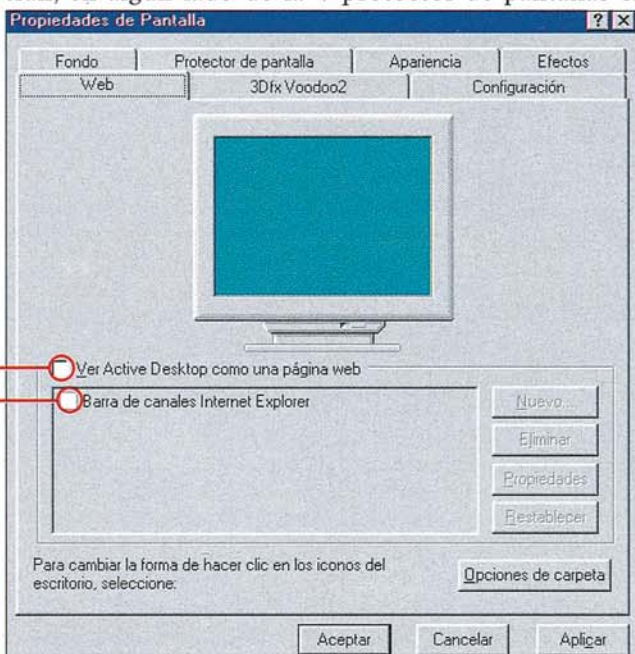 Propiedades de Pantalla
Fondo Protector de pantalla Apariencia Efectos
Web 3Dfx Voodoo2 Configuración
Ver Active Desktop como una página web
Barra de canales Internet Explorer
Nuevo...
Eliminar
Propiedades
Restablecer
Para cambiar la forma de hacer clic en los iconos del
escritorio, seleccione:
Opciones de carpeta
Aceptar Cancelar Aplicar